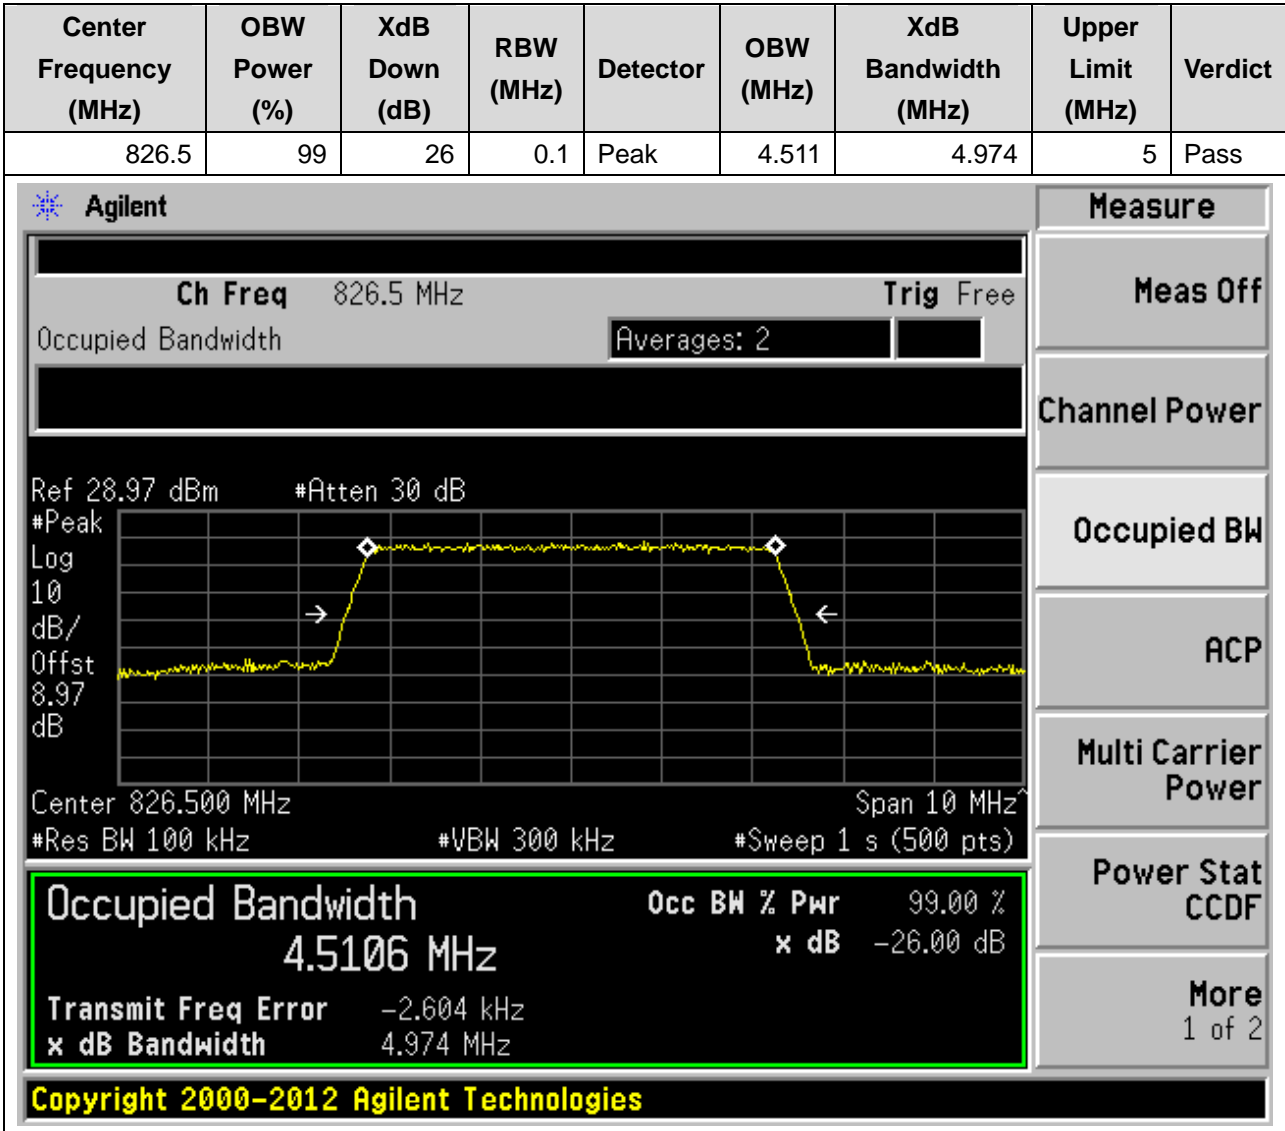 Center Frequency (MHz) OBW Power (%) XdB Down (dB) RBW (MHz) Detector OBW (MHz) XdB Bandwidth (MHz) Upper Limit (MHz) Verdict
826.5 99 26 0.1 Peak 4.511 4.974 5 Pass
Agilent
Measure
Ch Freq 826.5 MHz Trig Free
Occupied Bandwidth Averages: 2
Meas Off
Channel Power
Occupied BW
ACP
Multi Carrier
Power
Power Stat
CCDF
More
1 of 2
Ref 28.97 dBm #Atten 30 dB
#Peak
Log
10
dB/
Offst
8.97
dB
Center 826.500 MHz Span 10 MHz^
#Res BW 100 kHz #VBW 300 kHz #Sweep 1 s (500 pts)
Occupied Bandwidth Occ BW % Pwr 99.00 %
4.5106 MHz x dB -26.00 dB
Transmit Freq Error -2.604 kHz
x dB Bandwidth 4.974 MHz
Copyright 2000-2012 Agilent Technologies